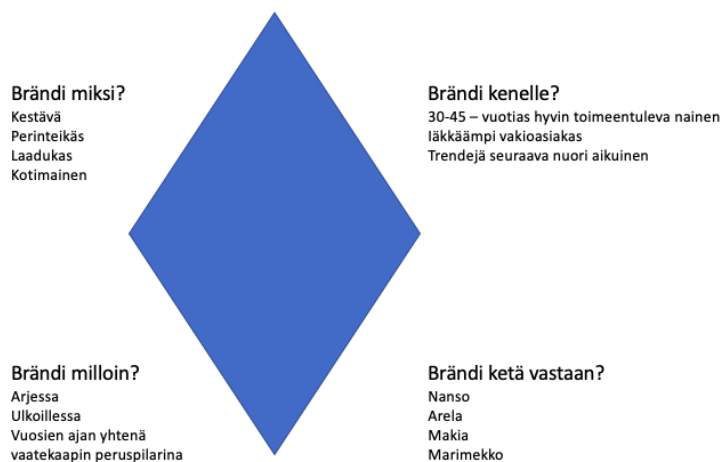 Brändi miksi?
Kestävä
Perinteikäs
Laadukas
Kotimainen
Brändi kenelle?
30-45 – vuotias hyvin toimeentuleva nainen
Iäkkäämpi vakioasiakas
Trendejä seuraava nuori aikuinen
Brändi milloin?
Arjessa
Ulkoillessa
Vuosien ajan yhtenä
vaatekaapin peruspilarina
Brändi ketä vastaan?
Nanso
Arela
Makia
Marimekko